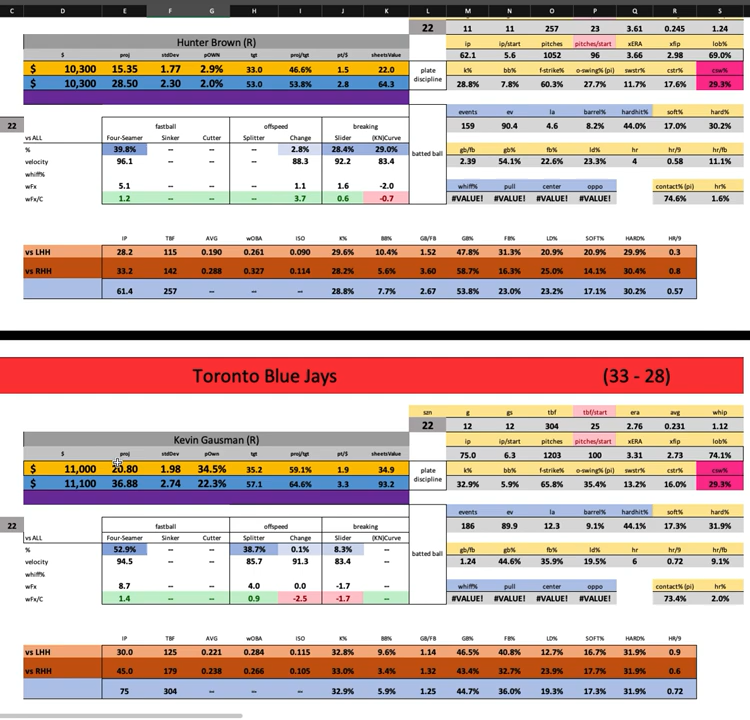 C D E F G H I J K L M N O P Q R S
22 11 11 257 23 3.61 0.245 1.24
Hunter Brown (R) ip ip/start pitches pitches/start xERA xfip lob%
$ proj stdDev pOWN tgt proj/tgt pt/$ sheetsValue 62.1 5.6 1052 96 3.66 2.98 69.0%
$ 10,300 15.35 1.77 2.9% 33.0 46.6% 1.5 22.0 plate discipline k% bb% f-strike% o-swing% (pi) swstr% cstr% csw%
$ 10,300 28.50 2.30 2.0% 53.0 53.8% 2.8 64.3 28.8% 7.8% 60.3% 27.7% 11.7% 17.6% 29.3%
events ev la barrel% hardhit% soft% hard%
22 fastball offspeed breaking 159 90.4 4.6 8.2% 44.0% 17.0% 30.2%
vs ALL Four-Seamer Sinker Cutter Splitter Change Slider (KN)Curve
% 39.8% -- -- -- 2.8% 28.4% 29.0% batted ball gb/fb gb% fb% ld% hr hr/9 hr/fb
velocity 96.1 -- -- -- 88.3 92.2 83.4 2.39 54.1% 22.6% 23.3% 4 0.58 11.1%
whiff%
wFx 5.1 1.1 1.6 -2.0 whiff% pull center oppo contact% (pi) hr%
wFx/C 1.2 -- -- -- 3.7 0.6 -0.7 #VALUE! #VALUE! #VALUE! #VALUE! 74.6% 1.6%
IP TBF AVG wOBA ISO K% BB% GB/FB GB% FB% LD% SOFT% HARD% HR/9
vs LHH 28.2 115 0.190 0.261 0.090 29.6% 10.4% 1.52 47.8% 31.3% 20.9% 20.9% 29.9% 0.3
vs RHH 33.2 142 0.288 0.327 0.114 28.2% 5.6% 3.60 58.7% 16.3% 25.0% 14.1% 30.4% 0.8
61.4 257 -- -- -- 28.8% 7.7% 2.67 53.8% 23.0% 23.2% 17.1% 30.2% 0.57
Toronto Blue Jays (33 - 28)
szn g gs tbf tbf/start era avg whip
22 12 12 304 25 2.76 0.231 1.12
Kevin Gausman (R) ip ip/start pitches pitches/start xERA xfip lob%
$ proj stdDev pOWN tgt proj/tgt pt/$ sheetsValue 75.0 6.3 1203 100 3.31 2.73 74.1%
$ 11,000 20.80 1.98 34.5% 35.2 59.1% 1.9 34.9 plate discipline k% bb% f-strike% o-swing% (pi) swstr% cstr% csw%
$ 11,100 36.88 2.74 22.3% 57.1 64.6% 3.3 93.2 32.9% 5.9% 65.8% 35.4% 13.2% 16.0% 29.3%
events ev la barrel% hardhit% soft% hard%
22 fastball offspeed breaking 186 89.9 12.3 9.1% 44.1% 17.3% 31.9%
vs ALL Four-Seamer Sinker Cutter Splitter Change Slider (KN)Curve
% 52.9% -- -- 38.7% 0.1% 8.3% -- batted ball gb/fb gb% fb% ld% hr hr/9 hr/fb
velocity 94.5 -- -- 85.7 91.3 83.4 -- 1.24 44.6% 35.9% 19.5% 6 0.72 9.1%
whiff%
wFx 8.7 4.0 0.0 -1.7 whiff% pull center oppo contact% (pi) hr%
wFx/C 1.4 -- -- 0.9 -2.5 -1.7 -- #VALUE! #VALUE! #VALUE! #VALUE! 73.4% 2.0%
IP TBF AVG wOBA ISO K% BB% GB/FB GB% FB% LD% SOFT% HARD% HR/9
vs LHH 30.0 125 0.221 0.284 0.115 32.8% 9.6% 1.14 46.5% 40.8% 12.7% 16.7% 31.9% 0.9
vs RHH 45.0 179 0.238 0.266 0.105 33.0% 3.4% 1.32 43.4% 32.7% 23.9% 17.7% 31.9% 0.6
75 304 -- -- -- 32.9% 5.9% 1.25 44.7% 36.0% 19.3% 17.3% 31.9% 0.72